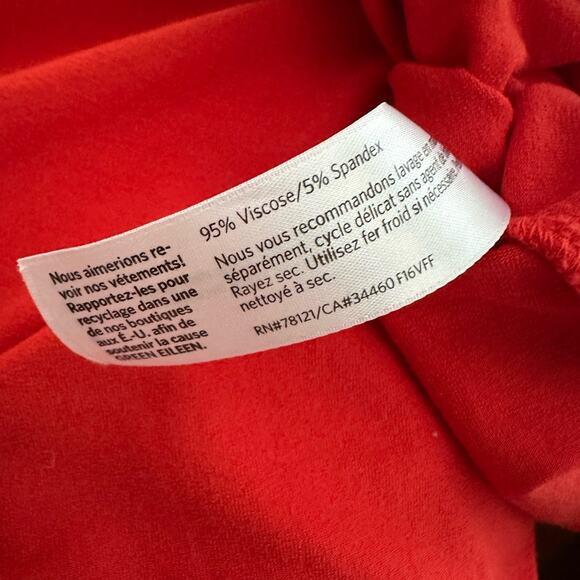 Nous aimerions re-
voir nos vêtements!
Rapportez-les pour
recyclage dans une
de nos boutiques
aux É.-U. afin de
soutenir la cause
GREEN EILEEN.
95% Viscose/5% Spandex
Nous vous recommandons lavage en
séparément, cycle délicat sans agent de
Rayez sec. Utilisez fer froid si nécessaire
nettoyé à sec.
RN#78121/CA#34460 F16VFF